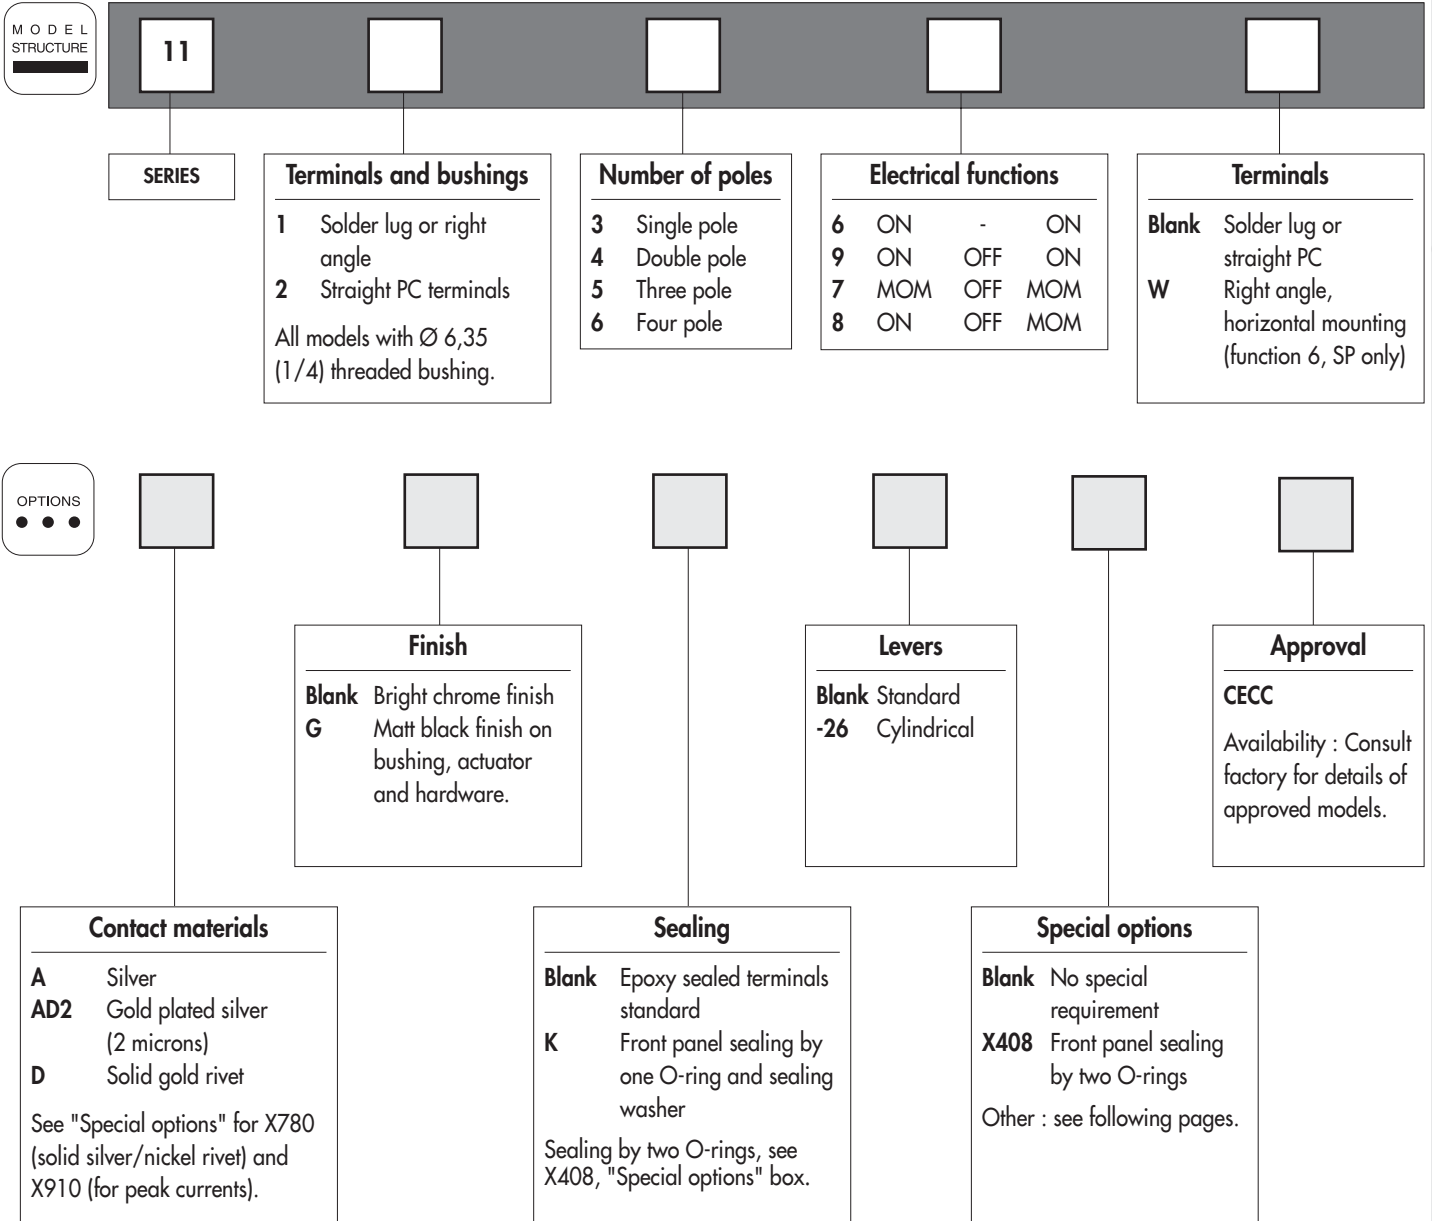 MODEL
STRUCTURE
11
SERIES
Terminals and bushings
1 Solder lug or right
angle
2 Straight PC terminals
All models with Ø 6,35
(1/4) threaded bushing.
Number of poles
3 Single pole
4 Double pole
5 Three pole
6 Four pole
Electrical functions
6 ON - ON
9 ON OFF ON
7 MOM OFF MOM
8 ON OFF MOM
Terminals
Blank Solder lug or
straight PC
W Right angle,
horizontal mounting
(function 6, SP only)
OPTIONS
Finish
Blank Bright chrome finish
G Matt black finish on
bushing, actuator
and hardware.
Levers
Blank Standard
-26 Cylindrical
Approval
CECC
Availability : Consult
factory for details of
approved models.
Contact materials
A Silver
AD2 Gold plated silver
(2 microns)
D Solid gold rivet
See "Special options" for X780
(solid silver/nickel rivet) and
X910 (for peak currents).
Sealing
Blank Epoxy sealed terminals
standard
K Front panel sealing by
one O-ring and sealing
washer
Sealing by two O-rings, see
X408, "Special options" box.
Special options
Blank No special
requirement
X408 Front panel sealing
by two O-rings
Other : see following pages.